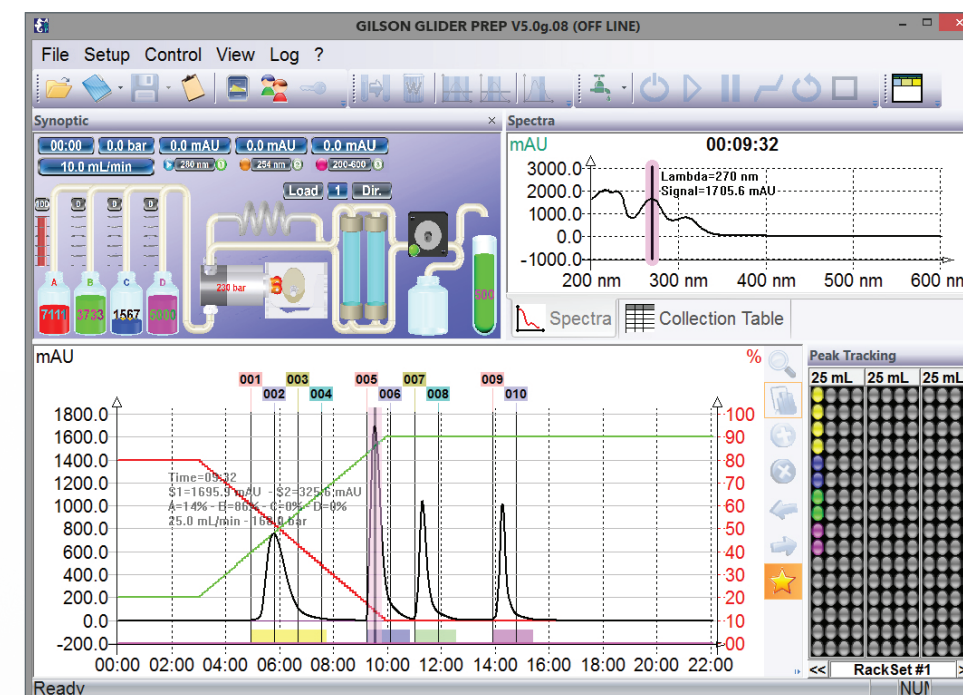 GILSON GLIDER PREP V5.0g.08 (OFF LINE)
File Setup Control View Log ?
Synoptic
00:00 0.0 bar 0.0 mAU 0.0 mAU 0.0 mAU
10.0 mL/min 280 nm 254 nm 200-600
Load 1 Dir.
100 0 0 0
A B C D
7111 3733 1567 5000
230 bar
500
Spectra
mAU 00:09:32
Lambda=270 nm
Signal=1705.6 mAU
3000.0
2000.0
1000.0
0.0
-1000.0
200 nm 300 nm 400 nm 500 nm 600 nm
Spectra Collection Table
mAU %
001 003 005 007 009
002 004 006 008 010
1800.0 100
1600.0 90
1400.0 80
1200.0 70
1000.0 60
800.0 50
600.0 40
400.0 30
200.0 20
0.0 10
-200.0 00
Time=09:32
S1=1695.9 mAU - S2=325.6 mAU
A=14% - B=86% - C=0% - D=0%
25.0 mL/min - 168.0 bar
00:00 02:00 04:00 06:00 08:00 10:00 12:00 14:00 16:00 18:00 20:00 22:00
Peak Tracking
25 mL 25 mL 25 mL
<< RackSet #1 >
Ready